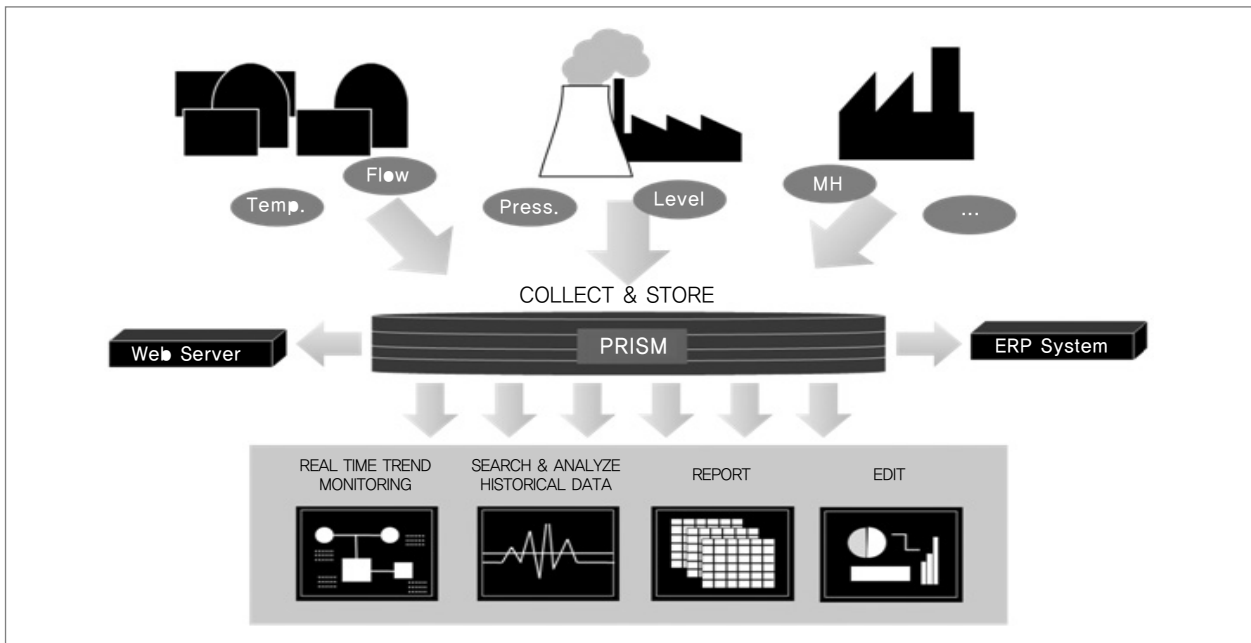 Flow
Temp.
Press.
Level
MH
...
COLLECT & STORE
Web Server
PRISM
ERP System
REAL TIME TREND
MONITORING
SEARCH & ANALYZE
HISTORICAL DATA
REPORT
EDIT